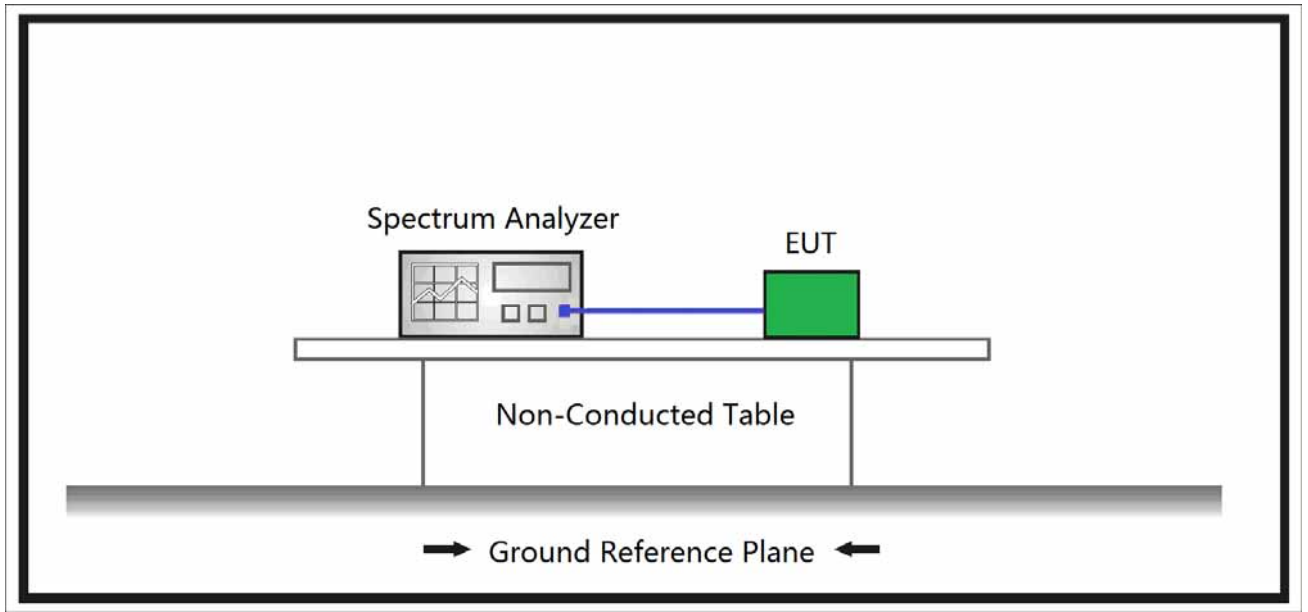 Spectrum Analyzer
EUT
Non-Conducted Table
Ground Reference Plane